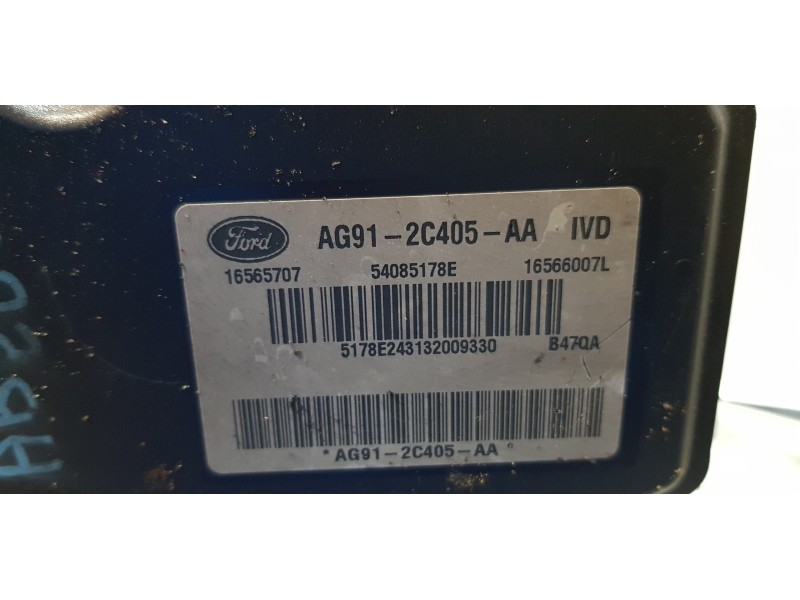 Ford AG91-2C405-AA IVD
16565707 54085178E 16566007L
5178E243132009330 B47QA
*AG91-2C405-AA*